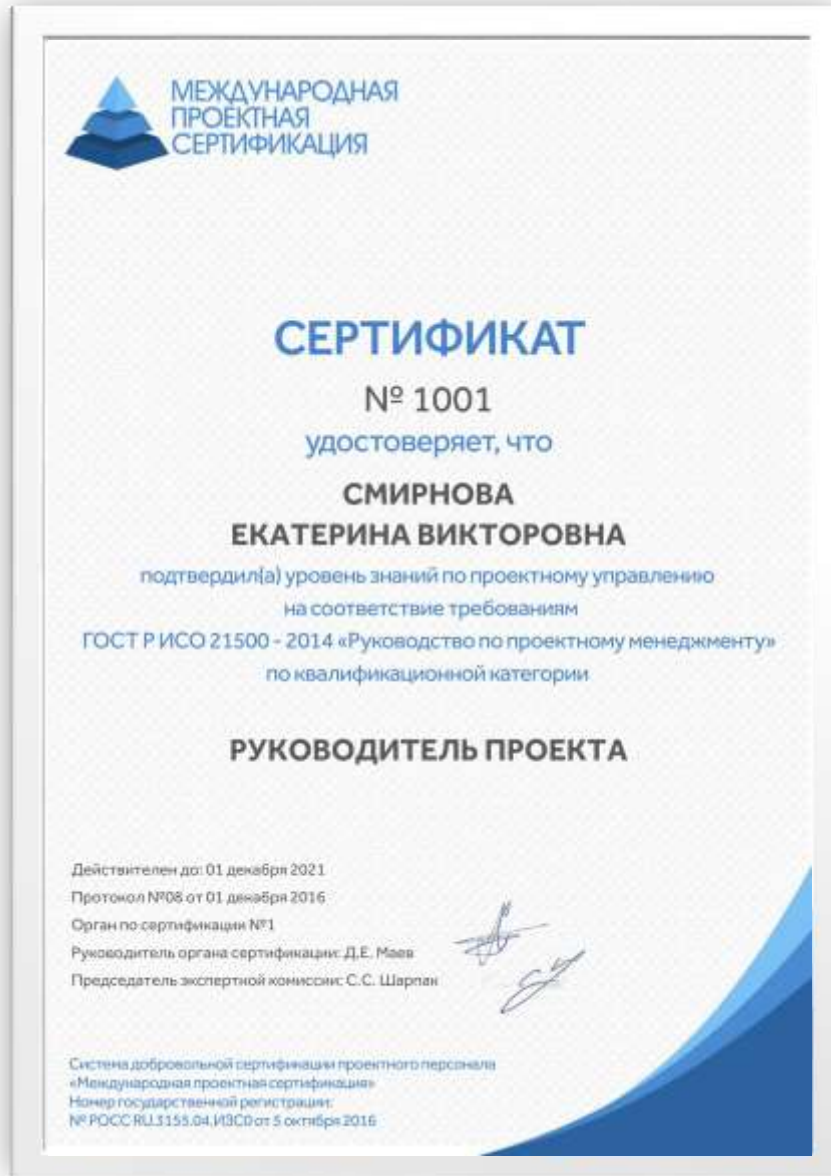 МЕЖДУНАРОДНАЯ
ПРОЕКТНАЯ
СЕРТИФИКАЦИЯ
СЕРТИФИКАТ
№ 1001
удостоверяет, что
СМИРНОВА
ЕКАТЕРИНА ВИКТОРОВНА
подтвердил(а) уровень знаний по проектному управлению
на соответствие требованиям
ГОСТ Р ИСО 21500 - 2014 «Руководство по проектному менеджменту»
по квалификационной категории
РУКОВОДИТЕЛЬ ПРОЕКТА
Действителен до: 01 декабря 2021
Протокол №08 от 01 декабря 2016
Орган по сертификации №1
Руководитель органа сертификации: Д.Е. Маев
Председатель экспертной комиссии: С.С. Шарпак
Система добровольной сертификации проектного персонала
«Международная проектная сертификация»
Номер государственной регистрации:
№ РОСС RU.3155.04.ИЗС0 от 5 октября 2016